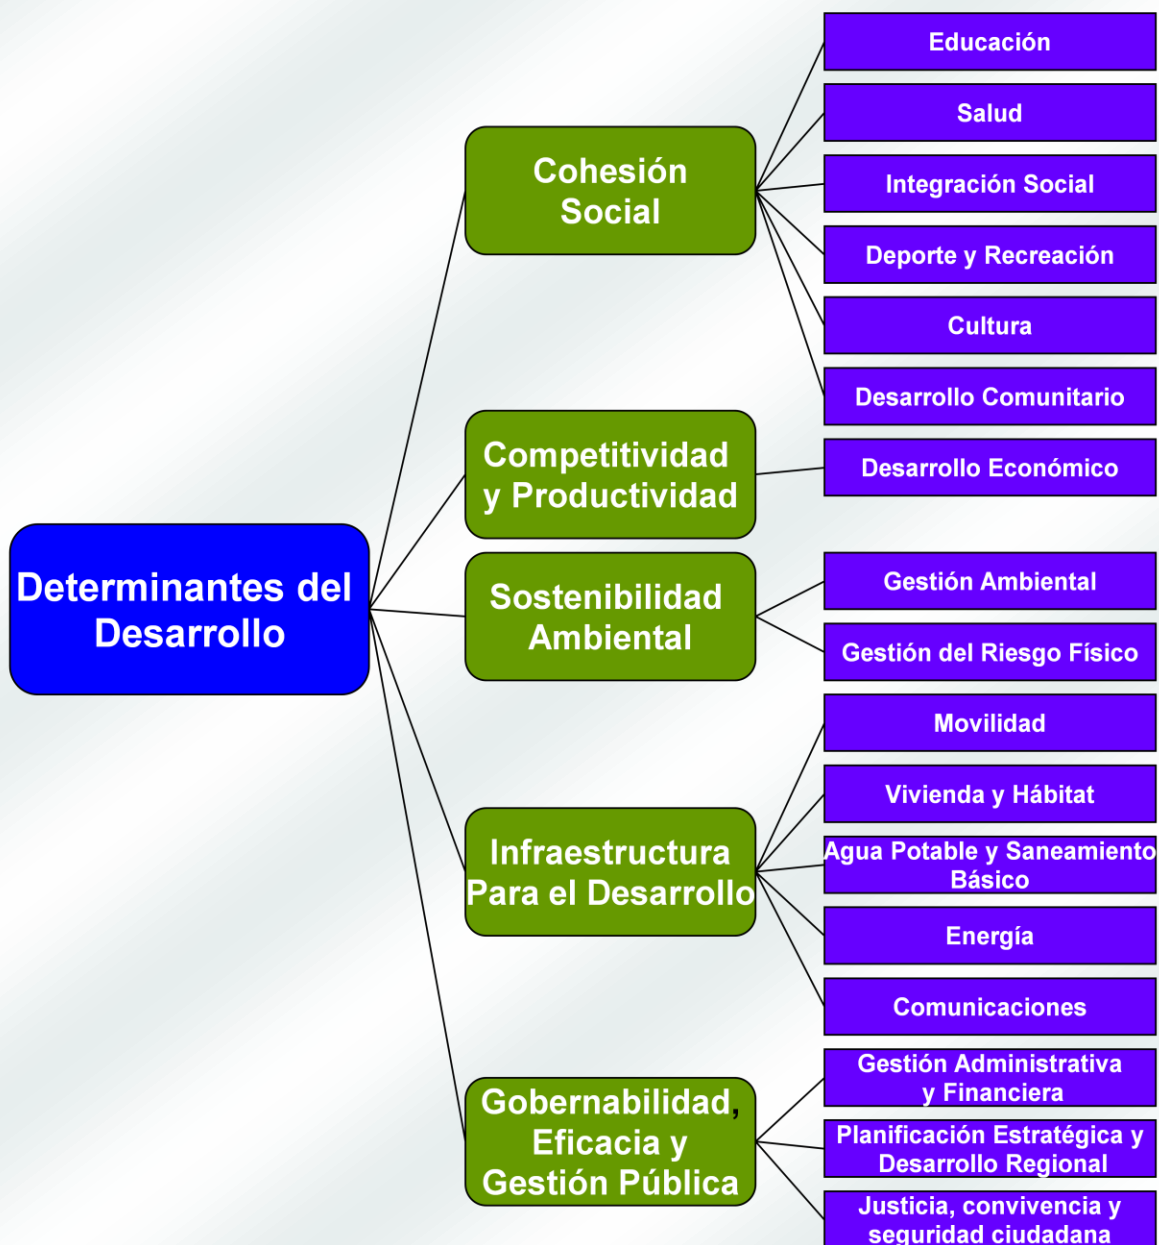 Educación
Salud
Cohesión
Social
Integración Social
Deporte y Recreación
Cultura
Desarrollo Comunitario
Competitividad
y Productividad
Desarrollo Económico
Determinantes del
Desarrollo
Sostenibilidad
Ambiental
Gestión Ambiental
Gestión del Riesgo Físico
Movilidad
Vivienda y Hábitat
Infraestructura
Para el Desarrollo
Agua Potable y Saneamiento
Básico
Energía
Comunicaciones
Gestión Administrativa
y Financiera
Gobernabilidad,
Eficacia y
Gestión Pública
Planificación Estratégica y
Desarrollo Regional
Justicia, convivencia y
seguridad ciudadana